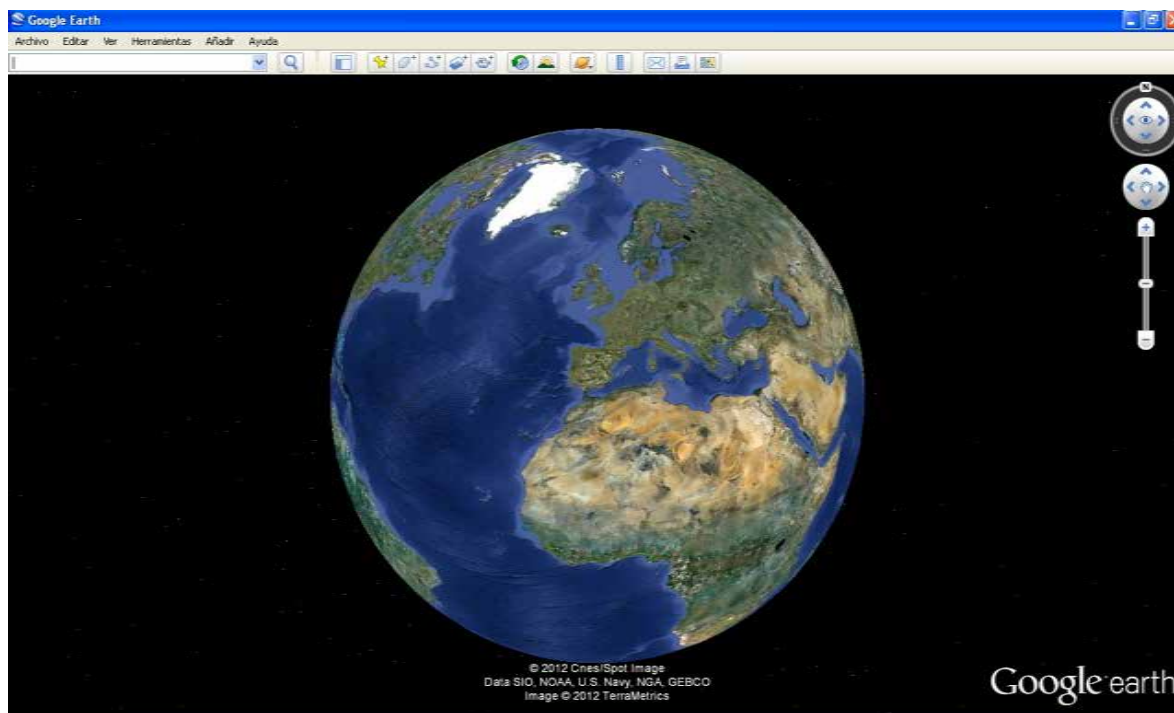 Google Earth
Archivo Editar Ver Herramientas Añadir Ayuda
N
© 2012 Cnes/Spot Image
Data SIO, NOAA, U.S. Navy, NGA, GEBCO
Image © 2012 TerraMetrics
Google earth